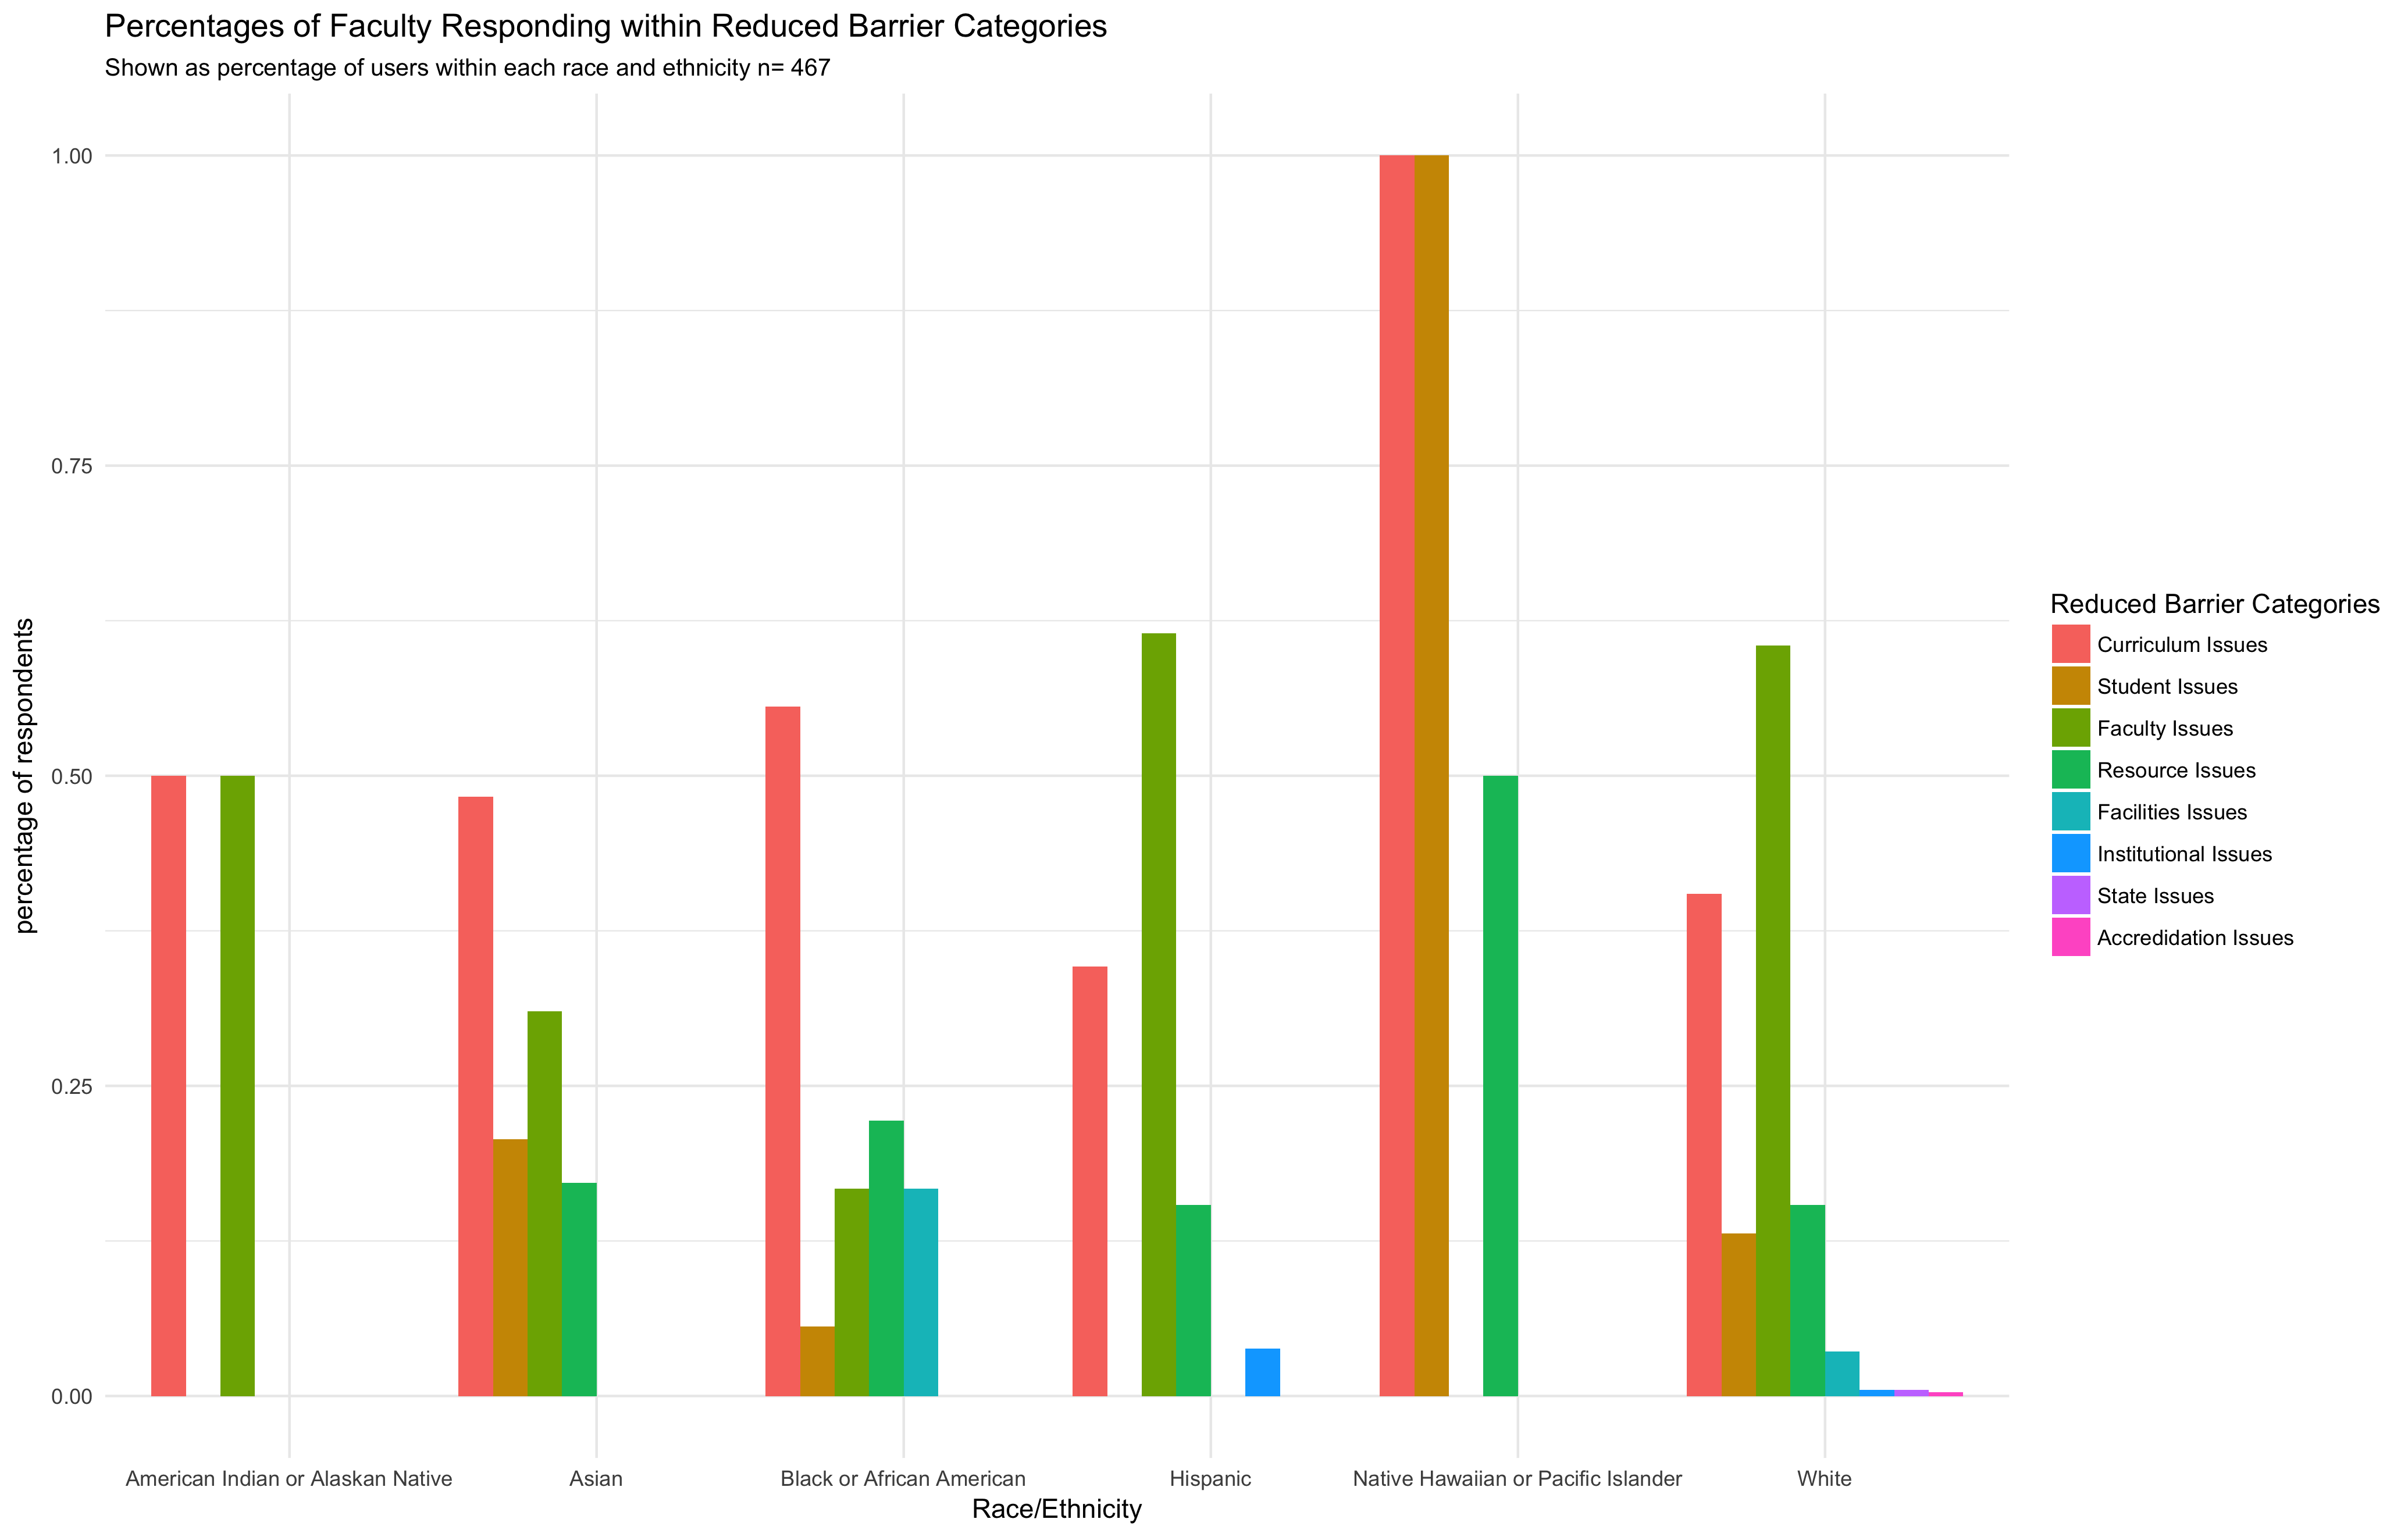 Percentages of Faculty Responding within Reduced Barrier Categories
Shown as percentage of users within each race and ethnicity n= 467
1.00
0.75
0.50
0.25
0.00
percentage of respondents
American Indian or Alaskan Native
Asian
Black or African American
Hispanic
Native Hawaiian or Pacific Islander
White
Race/Ethnicity
Reduced Barrier Categories
Curriculum Issues
Student Issues
Faculty Issues
Resource Issues
Facilities Issues
Institutional Issues
State Issues
Accredidation Issues